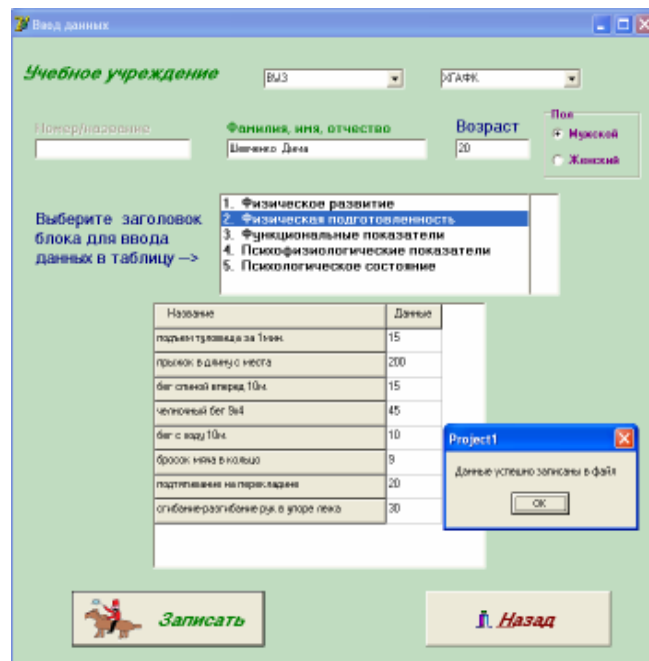 Ввод данных
Учебное учреждение
ВУЗ
ХГАФК
Номер/название
Фамилия, имя, отчество
Возраст
Пол
Шевченко Дима
20
Мужской
Женский
Выберите заголовок
блока для ввода
данных в таблицу -->
1. Физическое развитие
2. Физическая подготовленность
3. Функциональные показатели
4. Психофизиологические показатели
5. Психологическое состояние
Название Данные
подъем туловища за 1мин. 15
прыжок в длину с места 200
бег спиной вперед 10м. 15
челночный бег 9х4 45
бег с ходу 10м. 10
бросок мяча в кольцо 9
подтягивание на перекладине 20
сгибание-разгибание рук в упоре лежа 30
Project1
Данные успешно записаны в файл
OK
Записать
Назад